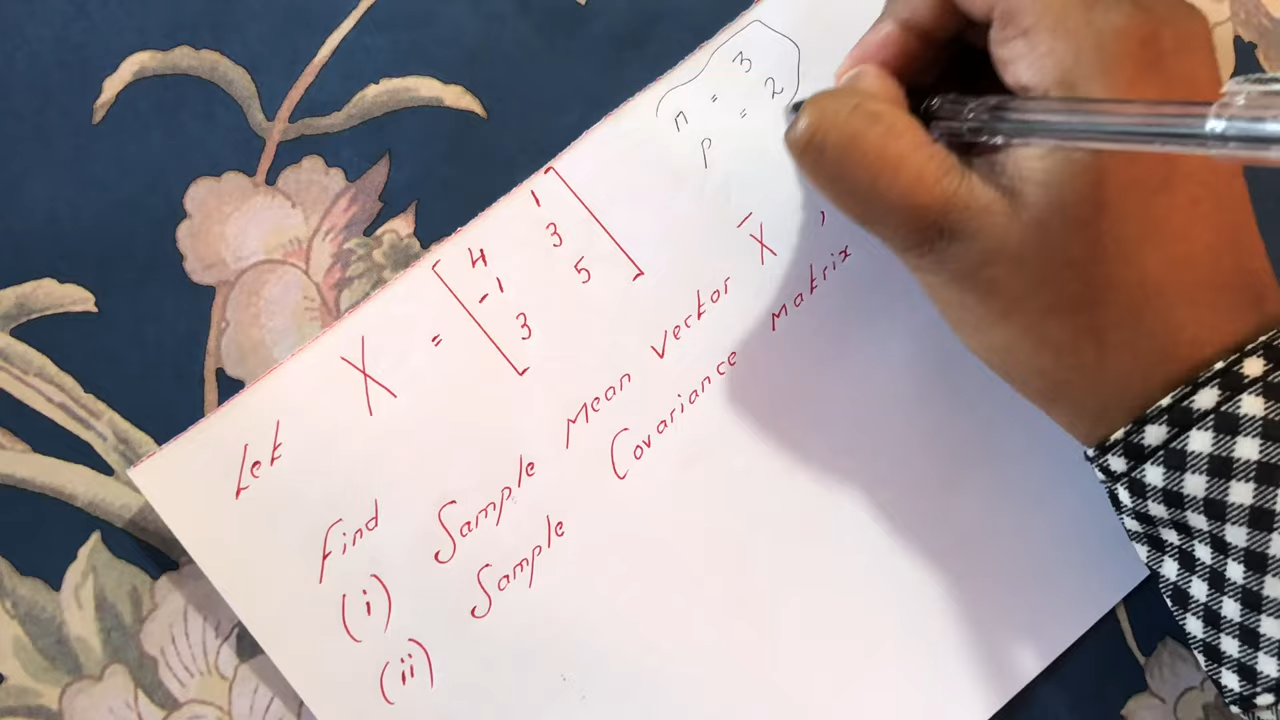 n = 3
p = 2
Let X = [ 4 1
-1 3
3 5 ]
Find
(i) Sample Mean vector X̄ ,
(ii) Sample Covariance matrix